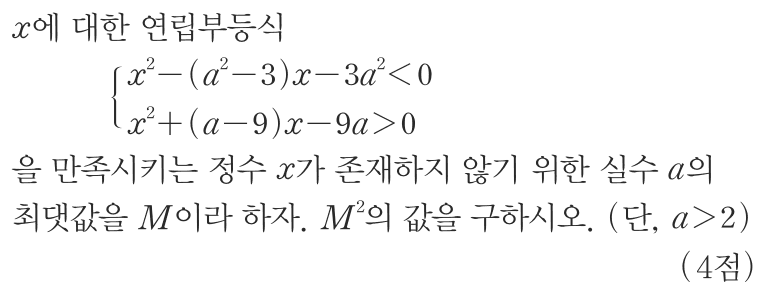 x에 대한 연립부등식
{ x²-(a²-3)x-3a²<0
x²+(a-9)x-9a>0
을 만족시키는 정수 x가 존재하지 않기 위한 실수 a의
최댓값을 M이라 하자. M²의 값을 구하시오. (단, a>2)
(4점)